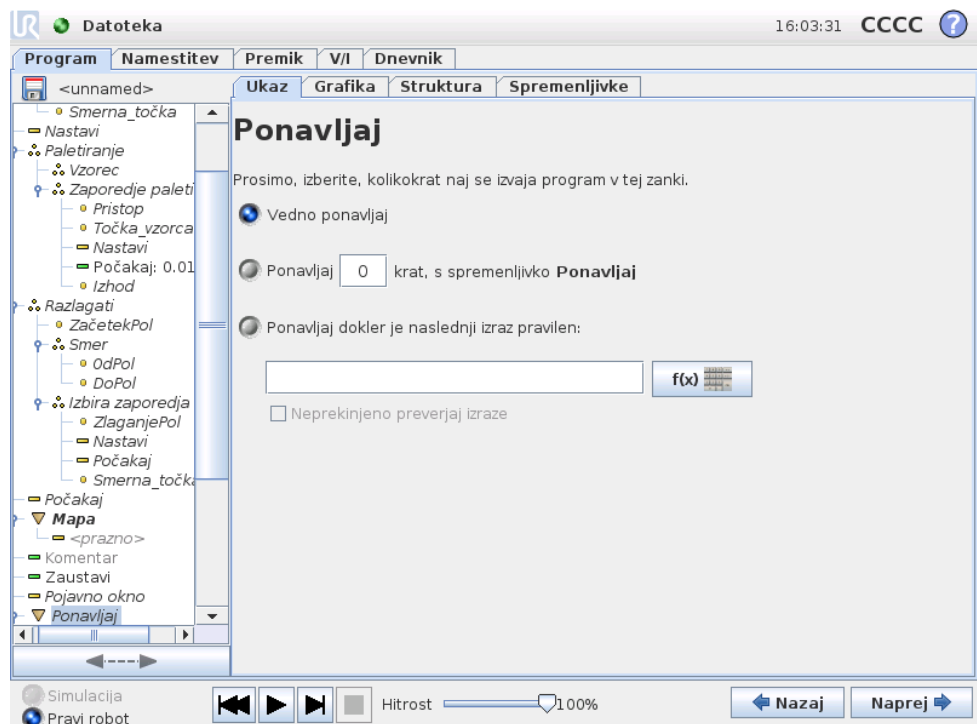 UR Datoteka 16:03:31 CCCC ?
Program Namestitev Premik V/I Dnevnik
<unnamed>
Ukaz Grafika Struktura Spremenljivke
Smerna_točka
Nastavi
Paletiranje
Vzorec
Zaporedje paleti
Pristop
Točka_vzorca
Nastavi
Počakaj: 0.01
Izhod
Razlagati
ZačetekPol
Smer
OdPol
DoPol
Izbira zaporedja
ZlaganjePol
Nastavi
Počakaj
Smerna_točka
Počakaj
Mapa
<prazno>
Komentar
Zaustavi
Pojavno okno
Ponavljaj
Ponavljaj
Prosimo, izberite, kolikokrat naj se izvaja program v tej zanki.
Vedno ponavljaj
Ponavljaj 0 krat, s spremenljivko Ponavljaj
Ponavljaj dokler je naslednji izraz pravilen:
f(x)
Neprekinjeno preverjaj izraze
Simulacija
Pravi robot
Hitrost 100%
Nazaj Naprej